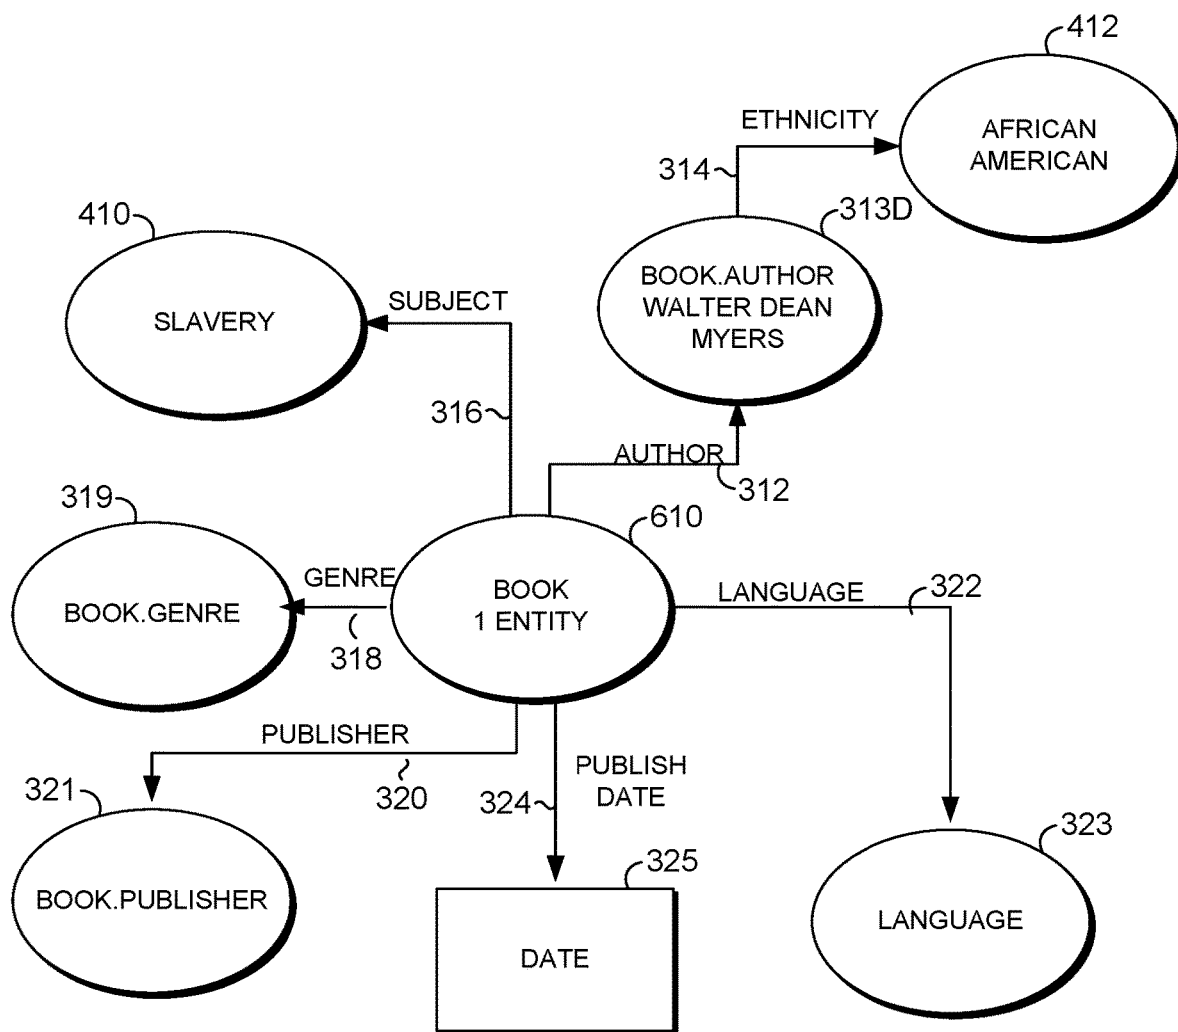 412
ETHNICITY
AFRICAN
AMERICAN
314
313D
410
BOOK.AUTHOR
WALTER DEAN
MYERS
SUBJECT
SLAVERY
316
AUTHOR
312
319
610
GENRE
BOOK
1 ENTITY
LANGUAGE
322
BOOK.GENRE
318
PUBLISHER
320
PUBLISH
DATE
321
324
325
323
BOOK.PUBLISHER
DATE
LANGUAGE